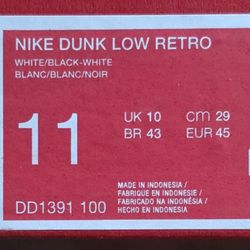 NIKE DUNK LOW RETRO
WHITE/BLACK-WHITE
BLANC/BLANC/NOIR
11
UK 10 CM 29
BR 43 EUR 45
MADE IN INDONESIA /
FABRIQUE EN INDONESIE /
FABRICADO NA INDONÉSIA /
HECHO EN INDONESIA
DD1391 100